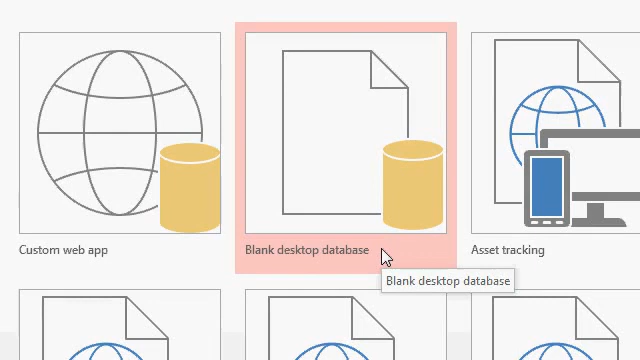 Custom web app
Blank desktop database
Asset tracking
Blank desktop database